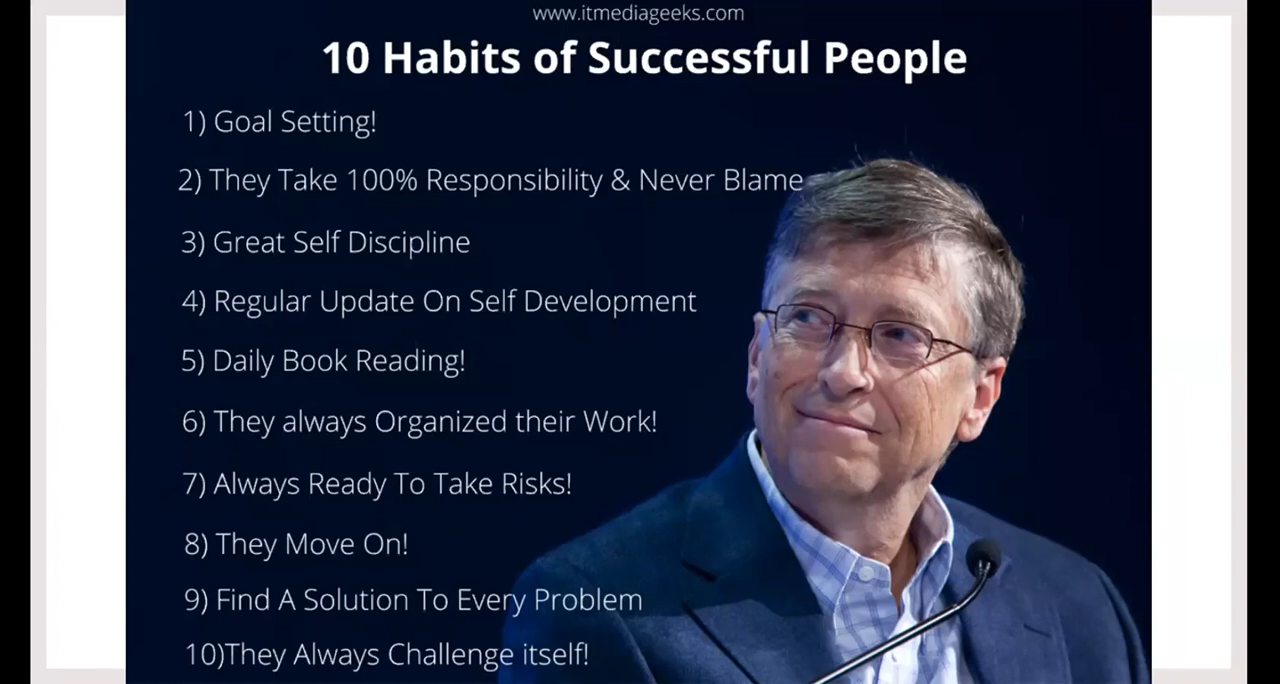 www.itmediageeks.com
10 Habits of Successful People
1) Goal Setting!
2) They Take 100% Responsibility & Never Blame
3) Great Self Discipline
4) Regular Update On Self Development
5) Daily Book Reading!
6) They always Organized their Work!
7) Always Ready To Take Risks!
8) They Move On!
9) Find A Solution To Every Problem
10)They Always Challenge itself!